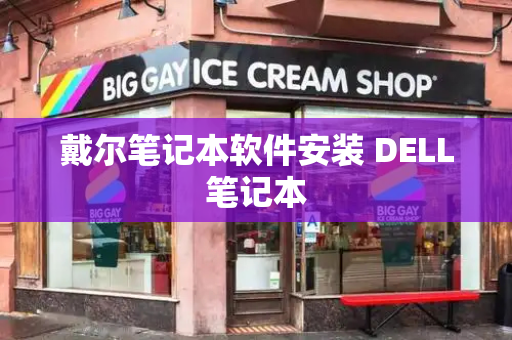 BIG GAY ICE CREAM SHOP
戴尔笔记本软件安装 DELL
笔记本
BIG GAY
ICE CREAM SHOP
BIG GAY
ICE CREAM SHOP
A